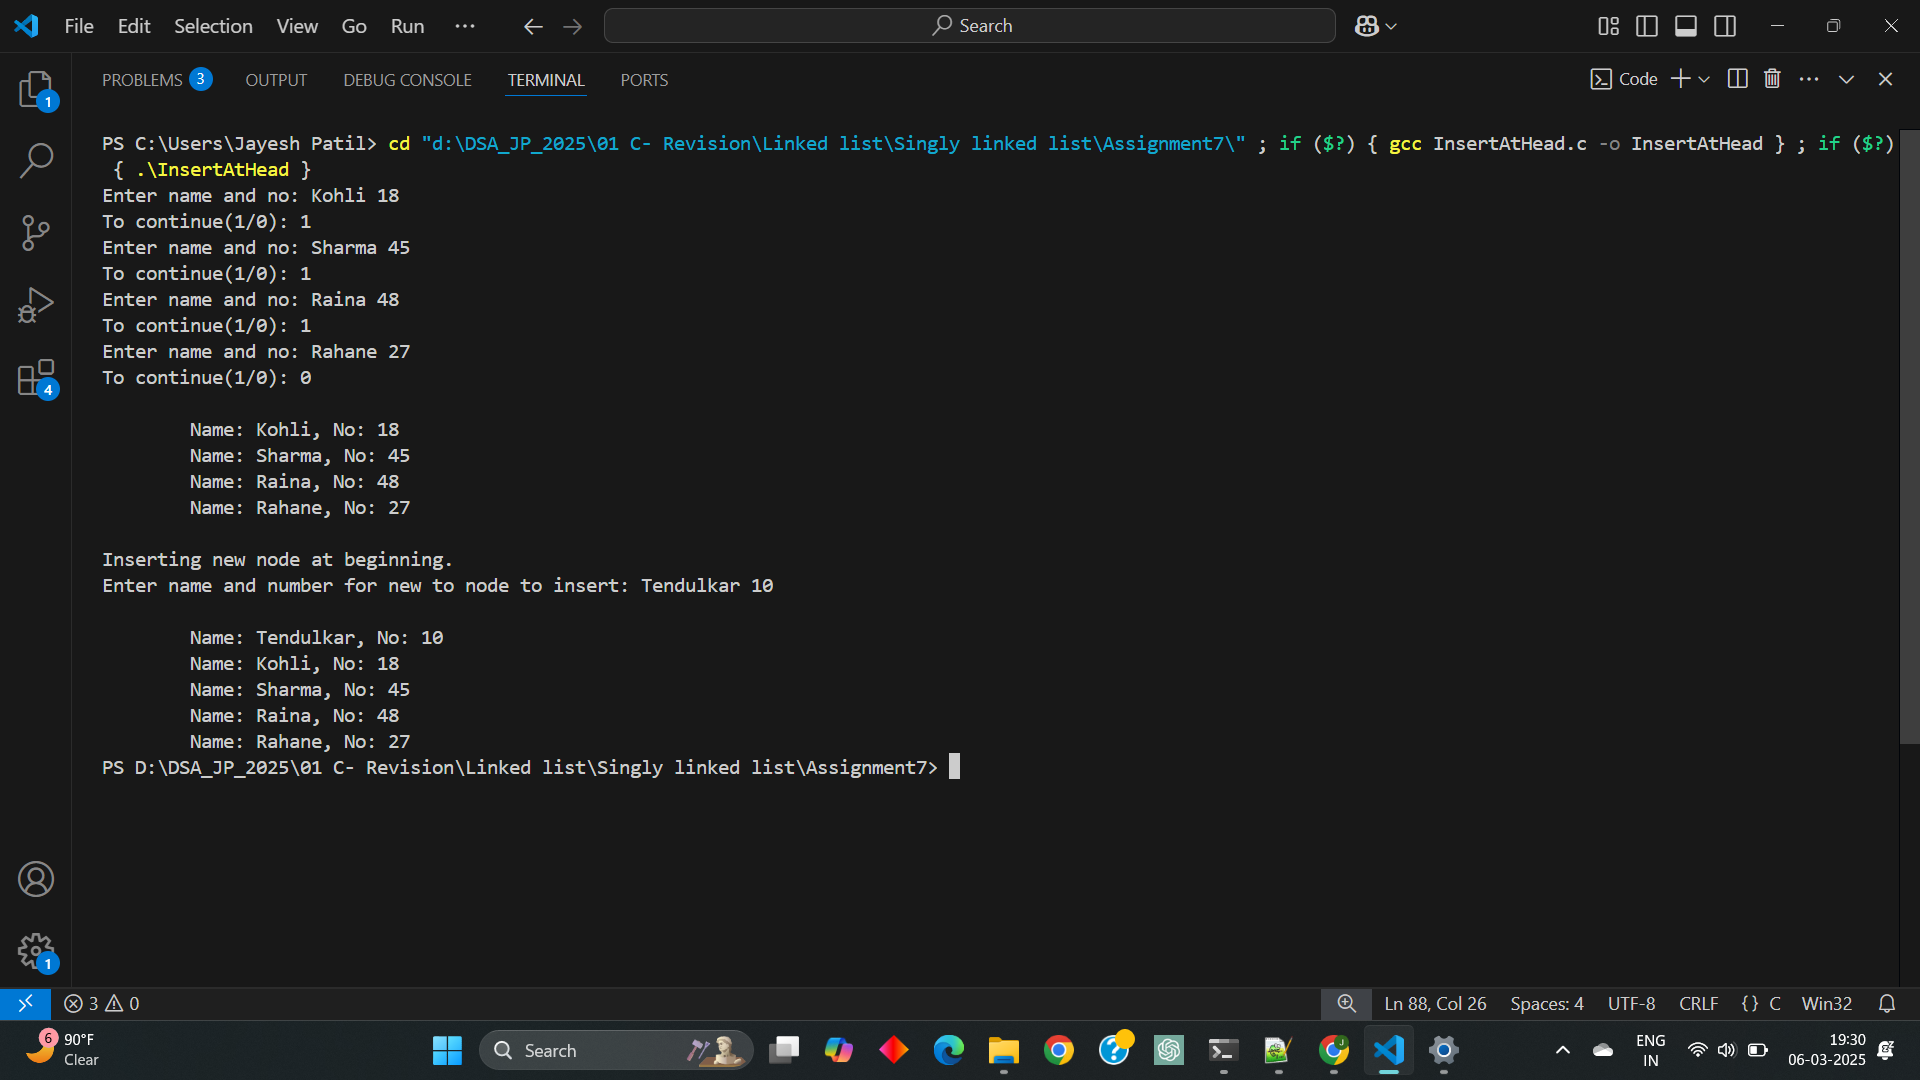 File Edit Selection View Go Run ··· Search
PROBLEMS 3 OUTPUT DEBUG CONSOLE TERMINAL PORTS Code
PS C:\Users\Jayesh Patil> cd "d:\DSA_JP_2025\01 C- Revision\Linked list\Singly linked list\Assignment7\" ; if ($?) { gcc InsertAtHead.c -o InsertAtHead } ; if ($?)
{ .\InsertAtHead }
Enter name and no: Kohli 18
To continue(1/0): 1
Enter name and no: Sharma 45
To continue(1/0): 1
Enter name and no: Raina 48
To continue(1/0): 1
Enter name and no: Rahane 27
To continue(1/0): 0
Name: Kohli, No: 18
Name: Sharma, No: 45
Name: Raina, No: 48
Name: Rahane, No: 27
Inserting new node at beginning.
Enter name and number for new to node to insert: Tendulkar 10
Name: Tendulkar, No: 10
Name: Kohli, No: 18
Name: Sharma, No: 45
Name: Raina, No: 48
Name: Rahane, No: 27
PS D:\DSA_JP_2025\01 C- Revision\Linked list\Singly linked list\Assignment7>
1
4
1
3 0 Ln 88, Col 26 Spaces: 4 UTF-8 CRLF {} C Win32
6 90°F
Clear
Search
ENG
IN
19:30
06-03-2025